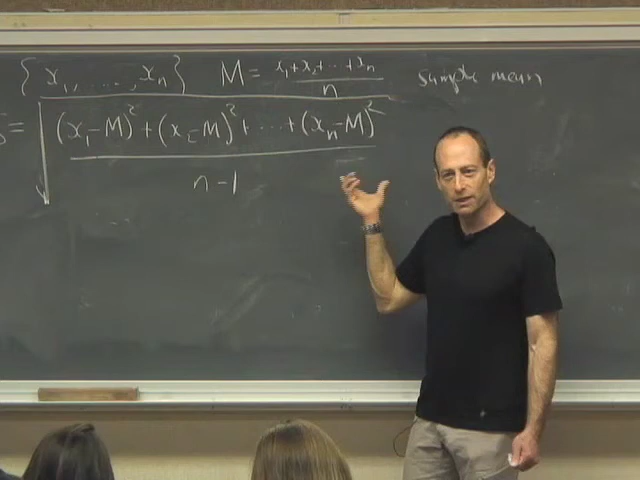 {x₁, ..., xₙ} M = x₁+x₂+...+xₙ / n sample mean
S = √( (x₁-M)² + (x₂-M)² + ... + (xₙ-M)² / n-1 )